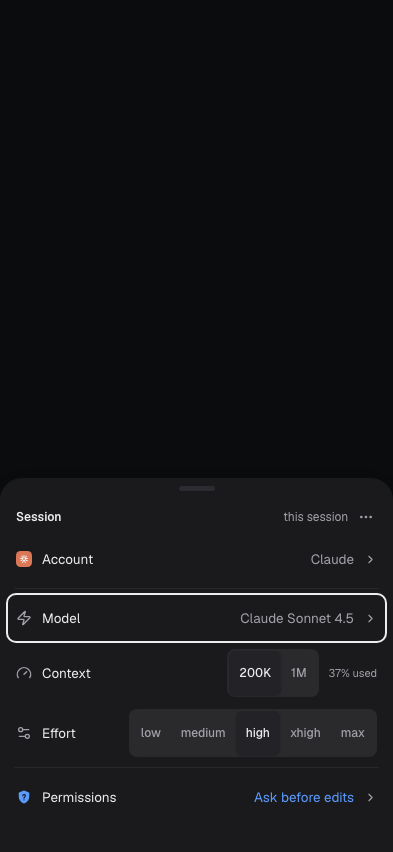 Session this session
Account Claude
Model Claude Sonnet 4.5
Context 200K 1M 37% used
Effort low medium high xhigh max
Permissions Ask before edits